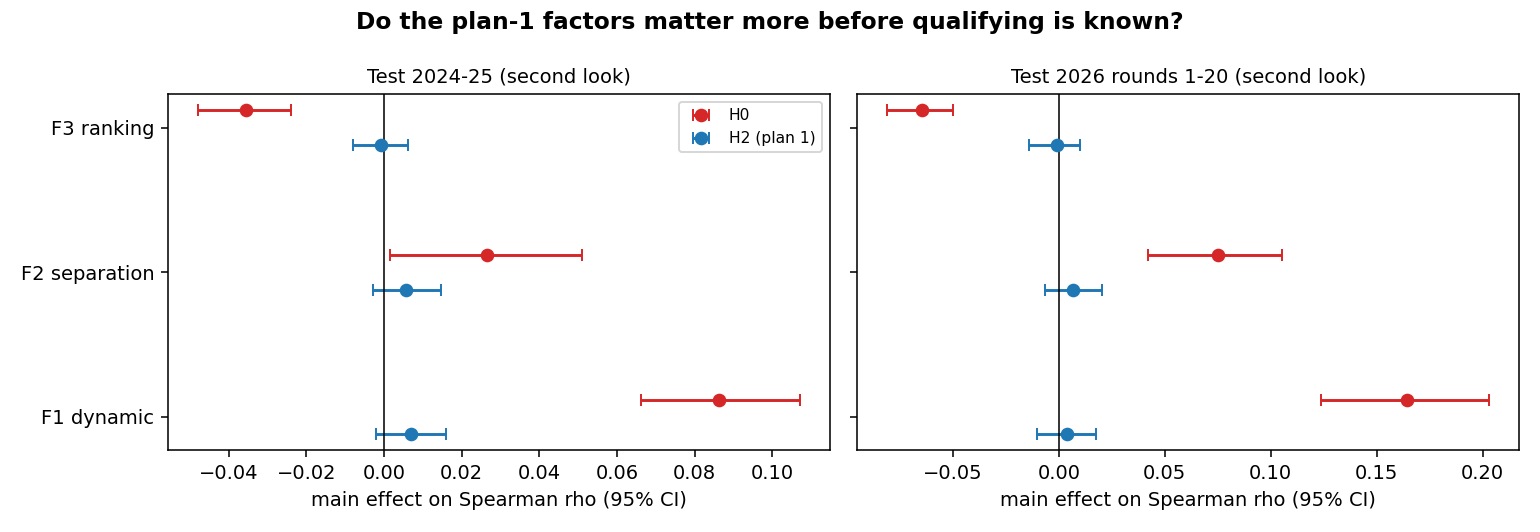 Do the plan-1 factors matter more before qualifying is known?
Test 2024-25 (second look)
Test 2026 rounds 1-20 (second look)
H0
H2 (plan 1)
F3 ranking
F2 separation
F1 dynamic
−0.04 −0.02 0.00 0.02 0.04 0.06 0.08 0.10
−0.05 0.00 0.05 0.10 0.15 0.20
main effect on Spearman rho (95% CI)
main effect on Spearman rho (95% CI)